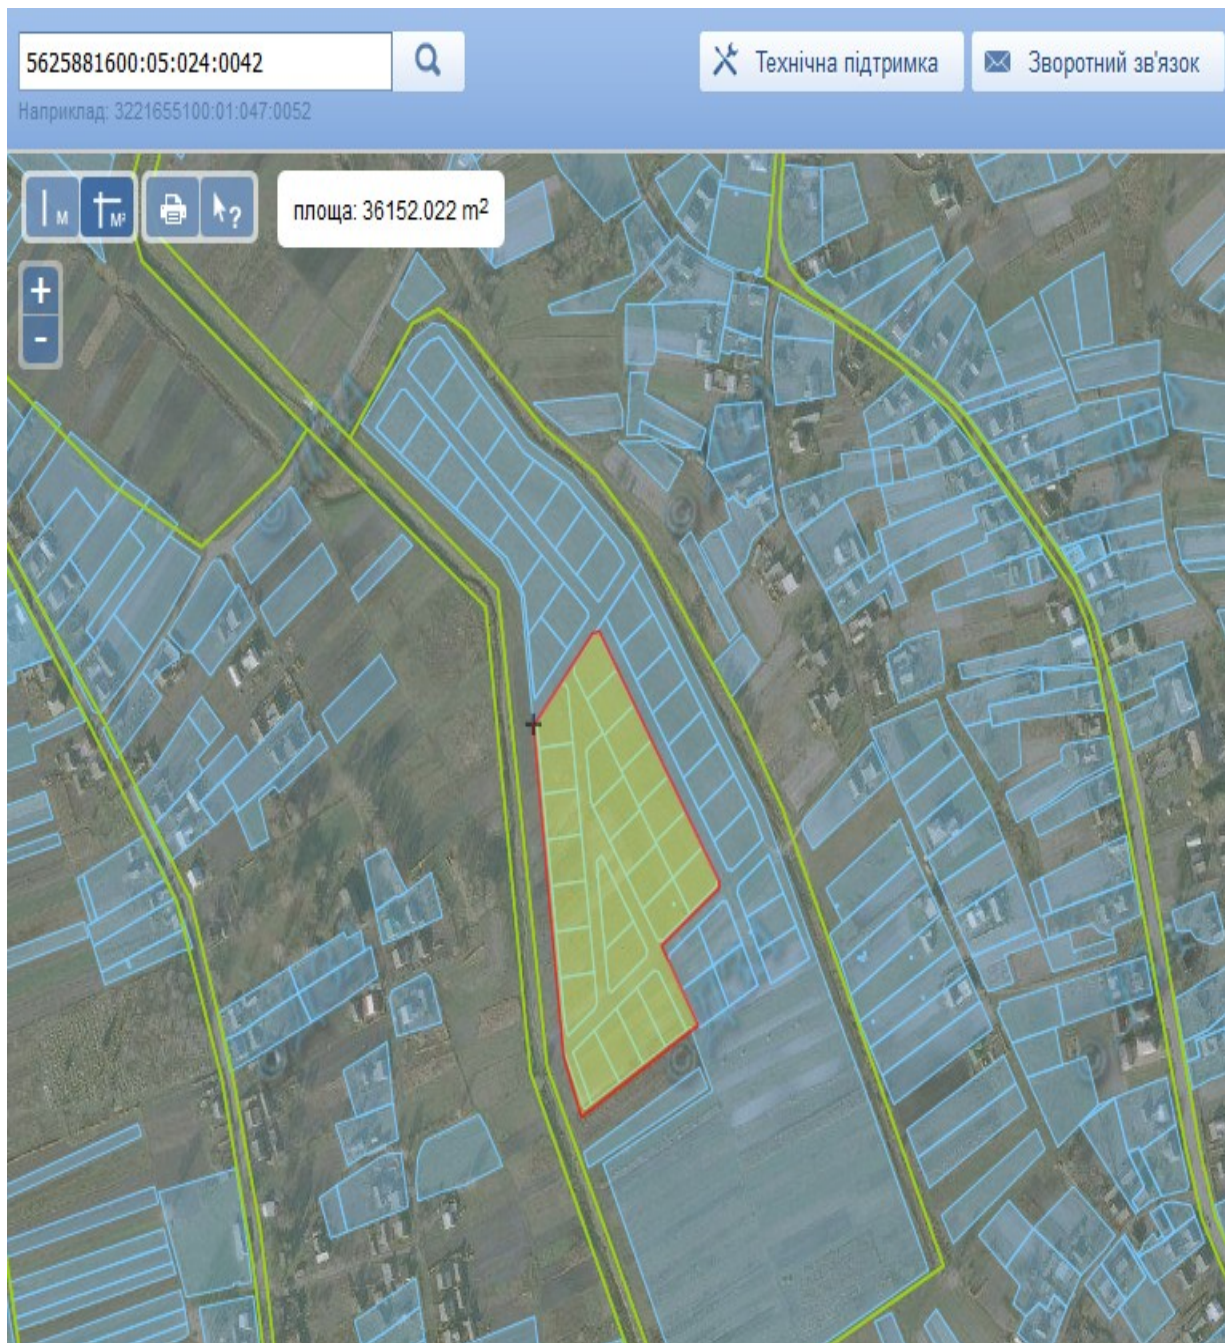 5625881600:05:024:0042
Технічна підтримка
Зворотний зв'язок
Наприклад: 3221655100:01:047:0052
м
м²
?
площа: 36152.022 m²
+
-